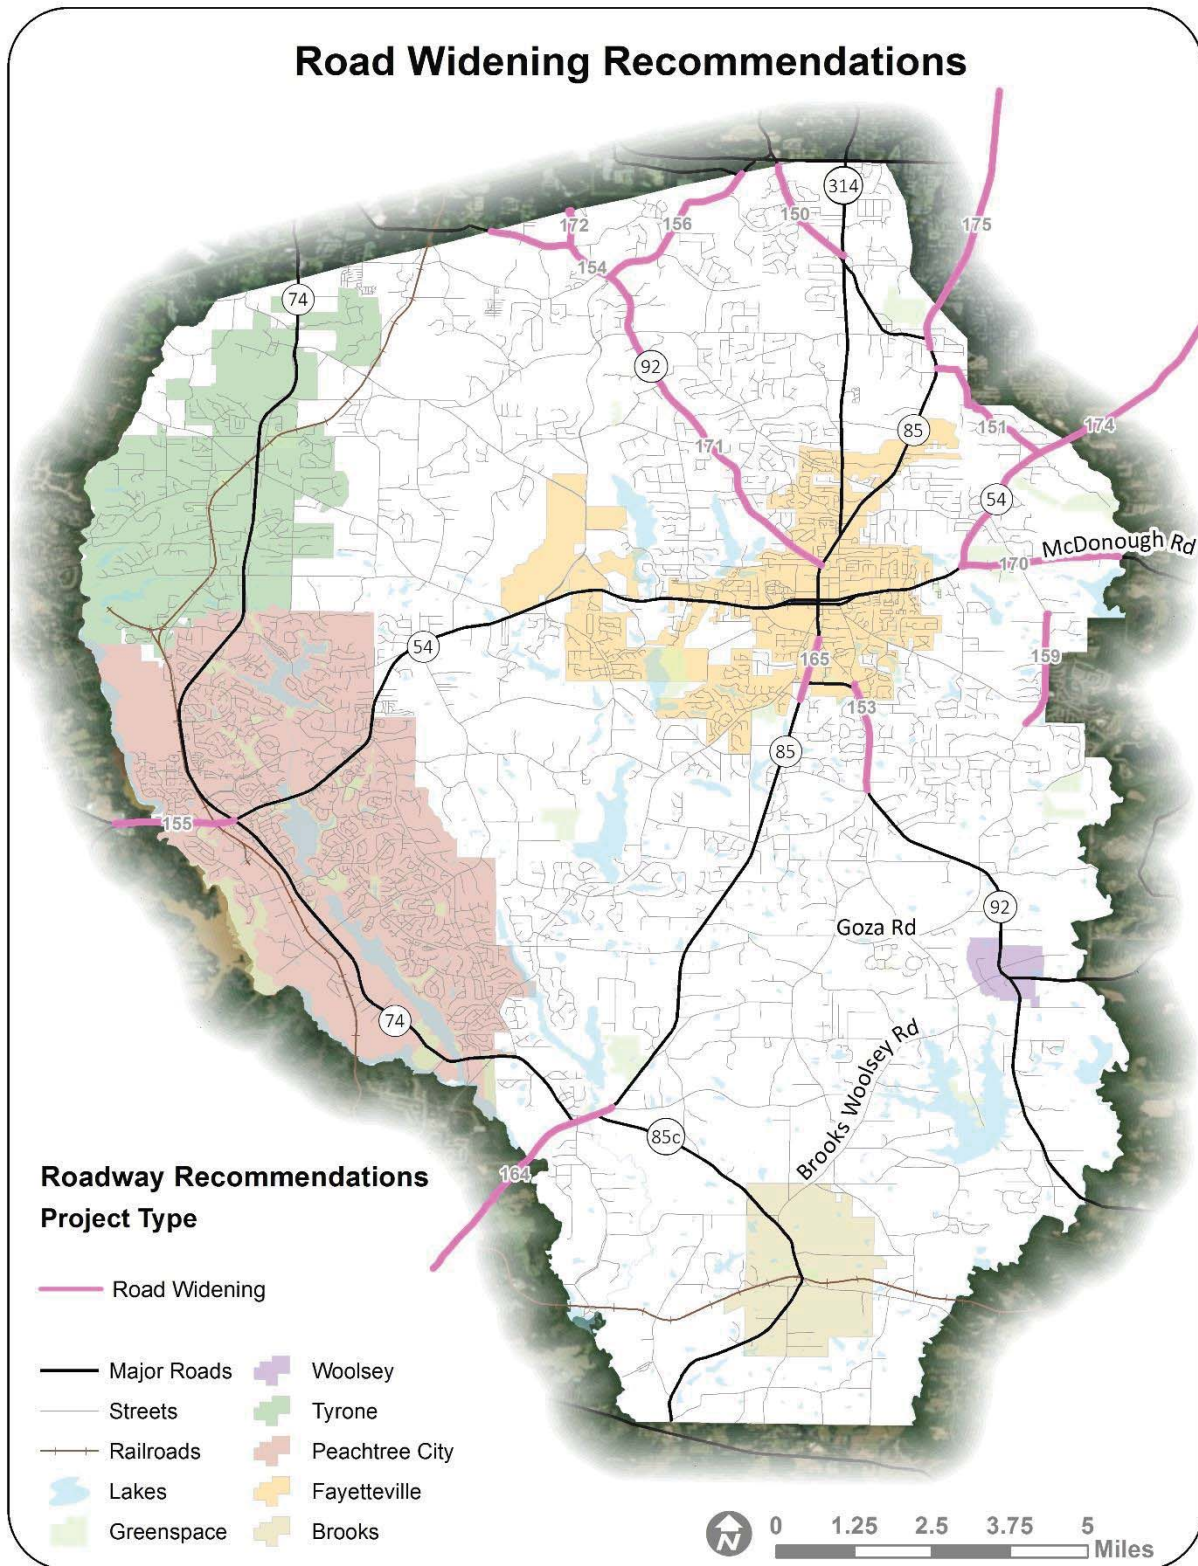 Road Widening Recommendations
314
172
156
150
175
154
74
92
85
171
151
174
54
McDonough Rd
170
54
165
159
153
85
155
Goza Rd
92
74
Brooks Woolsey Rd
85c
164
Roadway Recommendations
Project Type
Road Widening
Major Roads
Woolsey
Streets
Tyrone
Railroads
Peachtree City
Lakes
Fayetteville
Greenspace
Brooks
0 1.25 2.5 3.75 5
Miles